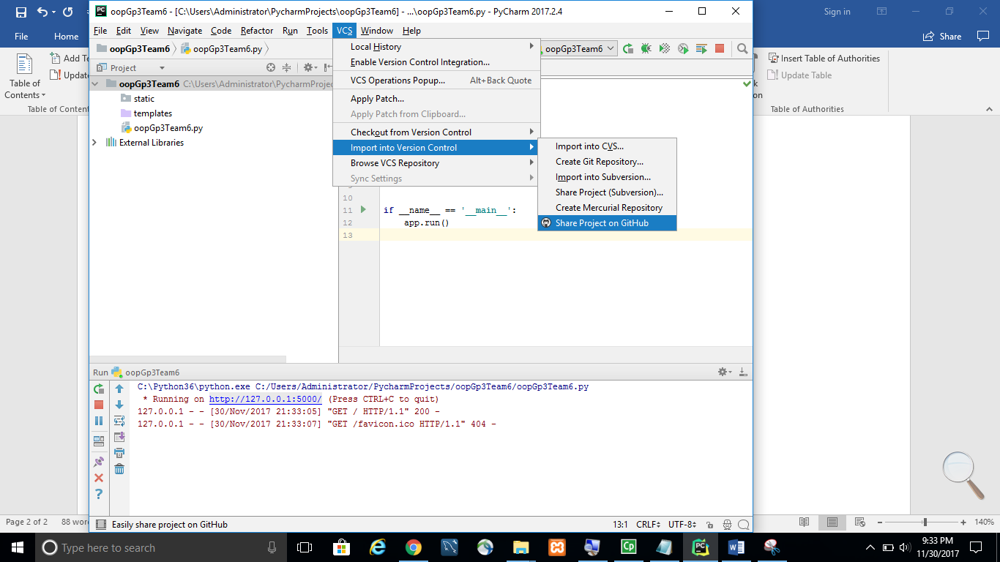 oopGp3Team6 - [C:\Users\Administrator\PycharmProjects\oopGp3Team6] - ...\oopGp3Team6.py - PyCharm 2017.2.4
Sign in
File Home
Share
File Edit View Navigate Code Refactor Run Tools VCS Window Help
oopGp3Team6 oopGp3Team6.py
oopGp3Team6
Table of
Contents
Add Te
Update
Table of Content
Insert Table of Authorities
Update Table
k
on
Table of Authorities
Project
oopGp3Team6 C:\Users\Administrator\PycharmProjec
static
templates
oopGp3Team6.py
External Libraries
Local History
Enable Version Control Integration...
VCS Operations Popup... Alt+Back Quote
Apply Patch...
Apply Patch from Clipboard...
Checkout from Version Control
Import into Version Control
Browse VCS Repository
Sync Settings
Import into CVS...
Create Git Repository...
Import into Subversion...
Share Project (Subversion)...
Create Mercurial Repository
Share Project on GitHub
10
11 if __name__ == '__main__':
12 app.run()
13
Run oopGp3Team6
C:\Python36\python.exe C:/Users/Administrator/PycharmProjects/oopGp3Team6/oopGp3Team6.py
* Running on http://127.0.0.1:5000/ (Press CTRL+C to quit)
127.0.0.1 - - [30/Nov/2017 21:33:05] "GET / HTTP/1.1" 200 -
127.0.0.1 - - [30/Nov/2017 21:33:07] "GET /favicon.ico HTTP/1.1" 404 -
Easily share project on GitHub
13:1 CRLF UTF-8
Page 2 of 2 88 wor
140%
Type here to search
9:33 PM
11/30/2017